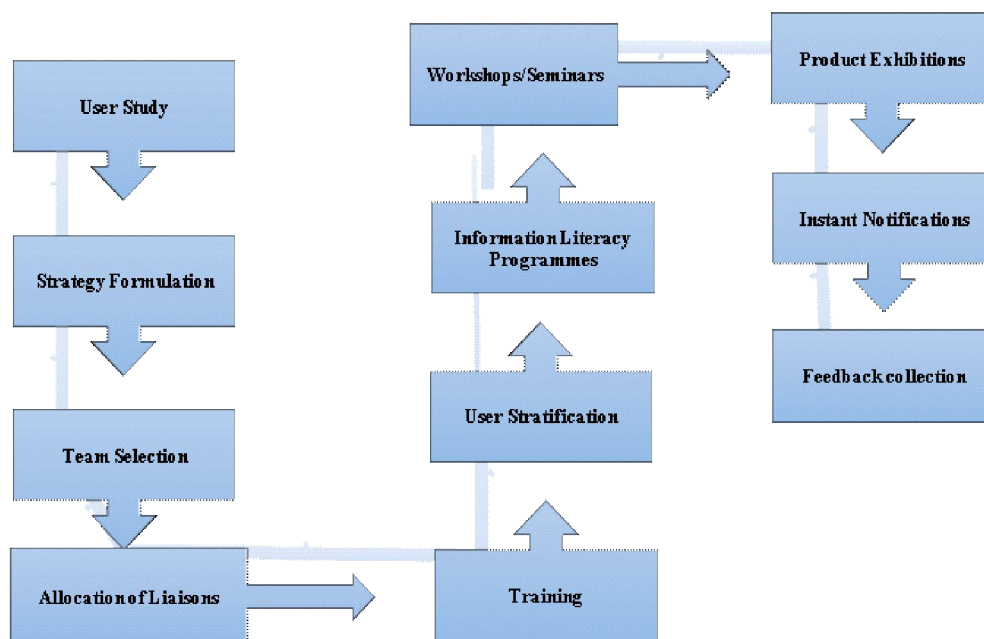 User Study
Strategy Formulation
Team Selection
Allocation of Liaisons
Training
User Stratification
Information Literacy
Programmes
Workshops/Seminars
Product Exhibitions
Instant Notifications
Feedback collection